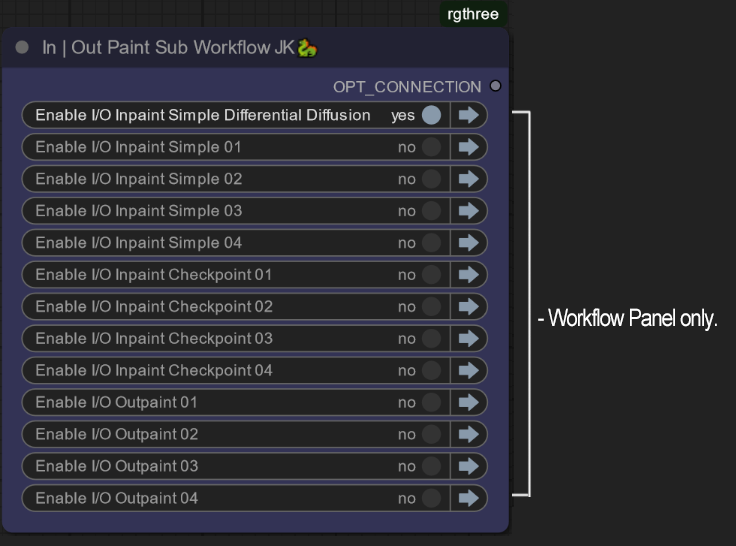 rgthree
In | Out Paint Sub Workflow JK🐉
OPT_CONNECTION
Enable I/O Inpaint Simple Differential Diffusion yes
Enable I/O Inpaint Simple 01 no
Enable I/O Inpaint Simple 02 no
Enable I/O Inpaint Simple 03 no
Enable I/O Inpaint Simple 04 no
Enable I/O Inpaint Checkpoint 01 no
Enable I/O Inpaint Checkpoint 02 no
Enable I/O Inpaint Checkpoint 03 no
Enable I/O Inpaint Checkpoint 04 no
Enable I/O Outpaint 01 no
Enable I/O Outpaint 02 no
Enable I/O Outpaint 03 no
Enable I/O Outpaint 04 no
- Workflow Panel only.